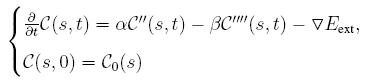 ∂/∂t 𝒞(s, t) = α𝒞′′(s, t) − β𝒞′′′′(s, t) − ▽E_ext,
𝒞(s, 0) = 𝒞₀(s)